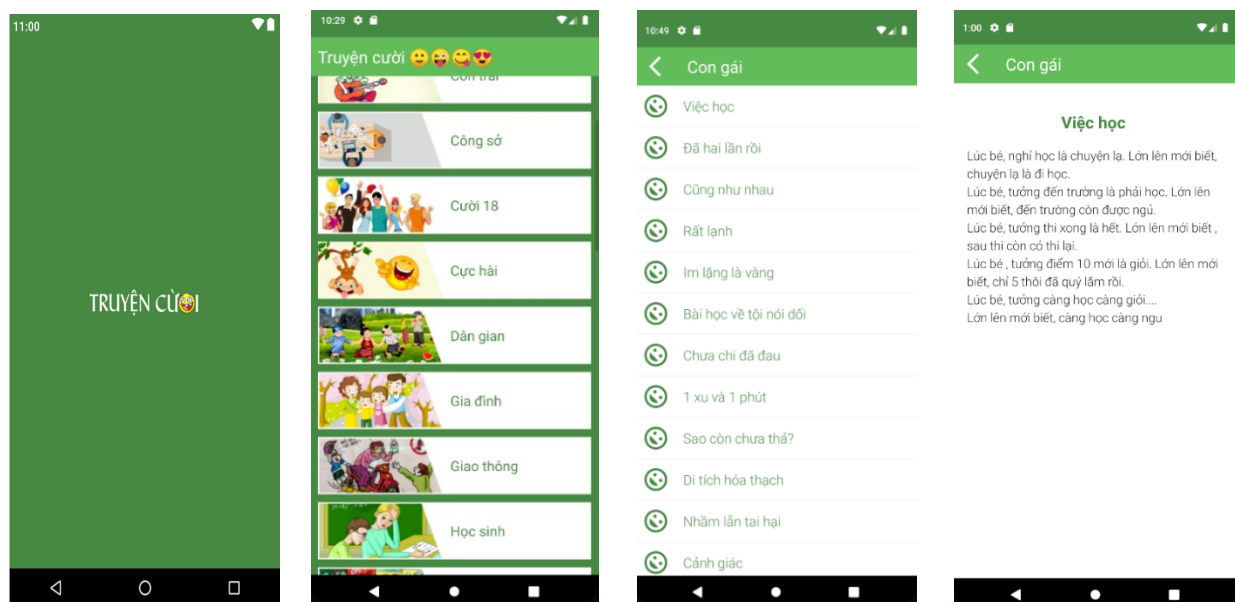 11:00
TRUYỆN CƯỜI
10:29
Truyện cười
Con trai
Công sở
Cười 18
Cực hài
Dân gian
Gia đình
Giao thông
Học sinh
10:49
Con gái
Việc học
Đã hai lần rồi
Cũng như nhau
Rất lạnh
Im lặng là vàng
Bài học về tội nói dối
Chưa chi đã đau
1 xu và 1 phút
Sao còn chưa thả?
Di tích hóa thạch
Nhầm lẫn tai hại
Cảnh giác
1:00
Con gái
Việc học
Lúc bé, nghỉ học là chuyện lạ. Lớn lên mới biết,
chuyện lạ là đi học.
Lúc bé, tưởng đến trường là phải học. Lớn lên
mới biết, đến trường còn được ngủ.
Lúc bé, tưởng thi xong là hết. Lớn lên mới biết ,
sau thi còn có thi lại.
Lúc bé , tưởng điểm 10 mới là giỏi. Lớn lên mới
biết, chỉ 5 thôi đã quý lắm rồi.
Lúc bé, tưởng càng học càng giỏi....
Lớn lên mới biết, càng học càng ngu